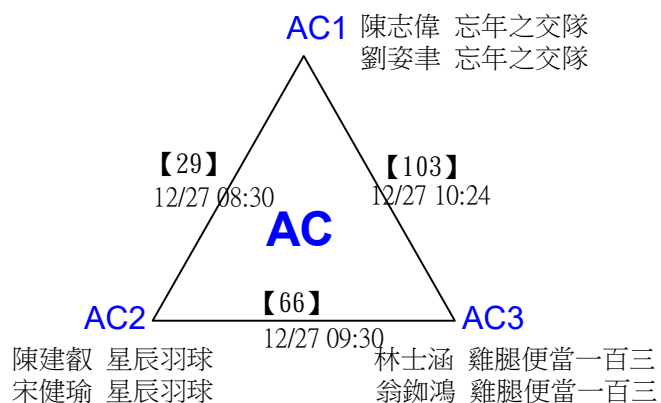 AC1 陳志偉 忘年之交隊
劉姿聿 忘年之交隊
【29】
12/27 08:30
【103】
12/27 10:24
AC
AC2
【66】
12/27 09:30
AC3
陳建叡 星辰羽球
宋健瑜 星辰羽球
林士涵 雞腿便當一百三
翁鉫鴻 雞腿便當一百三